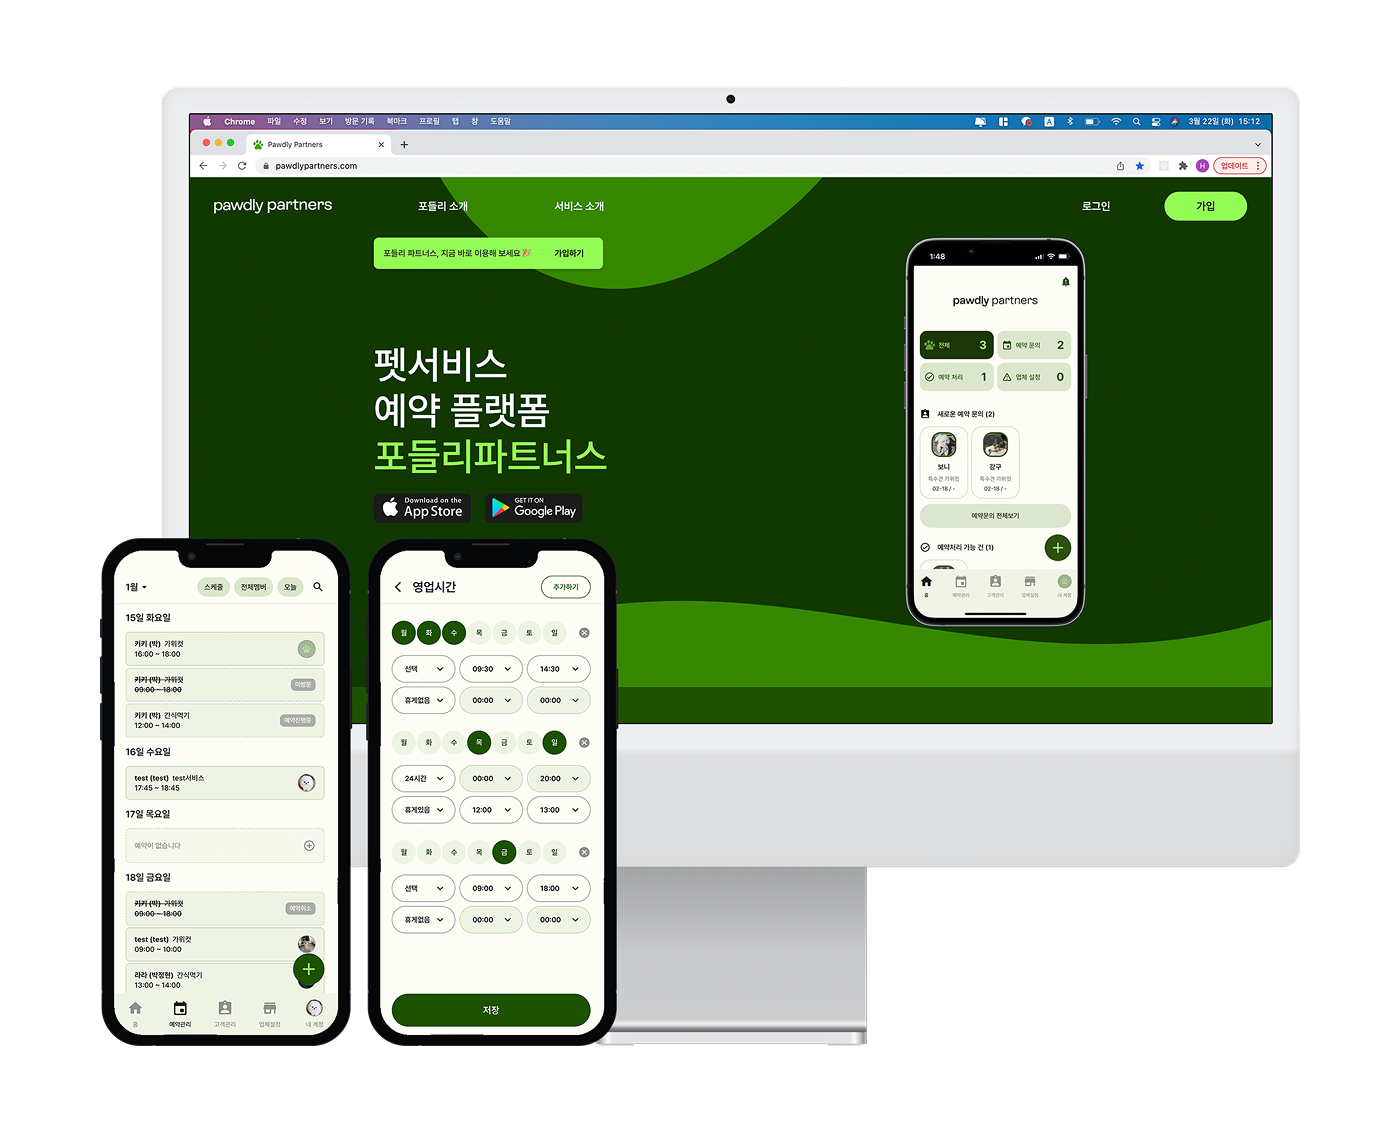 Chrome 파일 수정 보기 방문 기록 북마크 프로필 탭 창 도움말
A
3월 22일 (화) 15:12
Pawdly Partners
pawdlypartners.com
H
업데이트
pawdly partners
포들리 소개
서비스 소개
로그인
가입
포들리 파트너스, 지금 바로 이용해 보세요🎉 가입하기
펫서비스
예약 플랫폼
포들리파트너스
Download on the
App Store
GET IT ON
Google Play
1:48
pawdly partners
전체 3
예약 문의 2
예약 처리 1
업체 설정 0
새로운 예약 문의 (2)
보니
특수견 가위컷
02-18 / -
강구
특수견 가위컷
02-18 / -
예약문의 전체보기
예약처리 가능 건 (1)
홈 예약관리 고객관리 업체설정 내 계정
1월
스케줄 전체멤버 오늘
15일 화요일
키키 (박) 가위컷
16:00 ~ 18:00
키키 (박) 가위컷
09:00 ~ 18:00
미방문
키키 (박) 간식먹기
12:00 ~ 14:00
예약진행중
16일 수요일
test (test) test서비스
17:45 ~ 18:45
17일 목요일
예약이 없습니다
18일 금요일
키키 (박) 가위컷
09:00 ~ 18:00
예약취소
test (test) 가위컷
09:00 ~ 10:00
라라 (박정현) 간식먹기
13:00 ~ 14:00
홈 예약관리 고객관리 업체설정 내 계정
영업시간
추가하기
월 화 수 목 금 토 일
선택 09:30 14:30
휴게없음 00:00 00:00
월 화 수 목 금 토 일
24시간 00:00 20:00
휴게있음 12:00 13:00
월 화 수 목 금 토 일
선택 09:00 18:00
휴게없음 00:00 00:00
저장